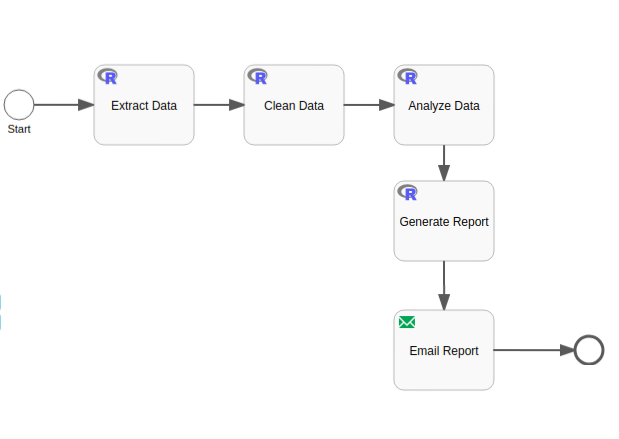 R
Extract Data
R
Clean Data
R
Analyze Data
Start
R
Generate Report
Email Report